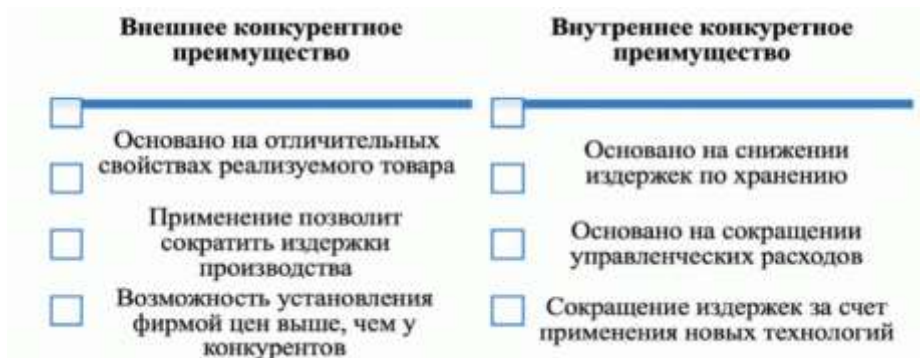 Внешнее конкурентное
преимущество
Основано на отличительных
свойствах реализуемого товара
Применение позволит
сократить издержки
производства
Возможность установления
фирмой цен выше, чем у
конкурентов
Внутреннее конкуретное
преимущество
Основано на снижении
издержек по хранению
Основано на сокращении
управленческих расходов
Сокращение издержек за счет
применения новых технологий